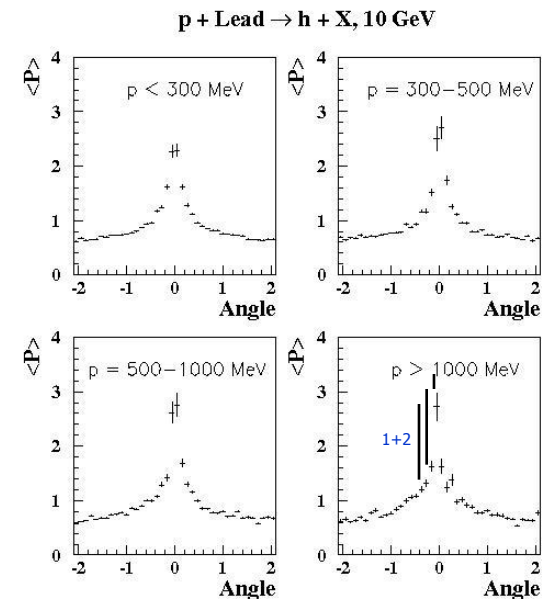 p + Lead → h + X, 10 GeV
<P>
4
3
2
1
0
p < 300 MeV
-2 -1 0 1 2
Angle
<P>
4
3
2
1
0
p = 300-500 MeV
-2 -1 0 1 2
Angle
<P>
4
3
2
1
0
p = 500-1000 MeV
-2 -1 0 1 2
Angle
<P>
4
3
2
1
0
p > 1000 MeV
1+2
-2 -1 0 1 2
Angle